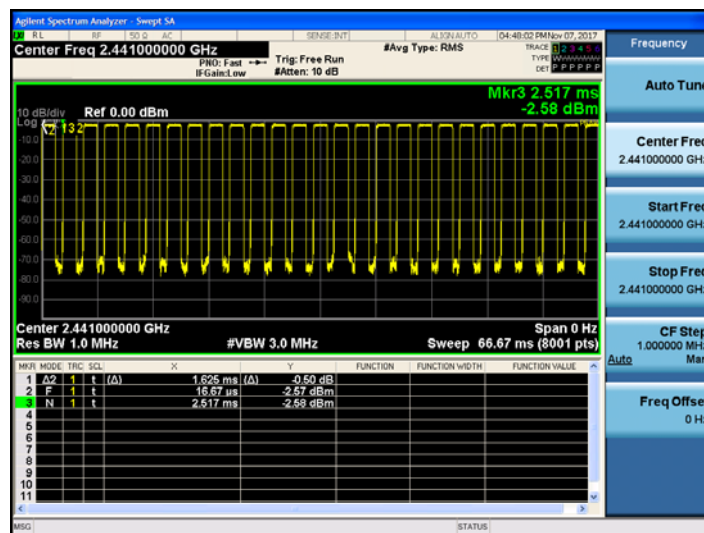 Agilent Spectrum Analyzer - Swept SA
RL RF 50 Ω AC SENSE:INT ALIGN AUTO 04:48:02 PM Nov 07, 2017
Center Freq 2.441000000 GHz
PNO: Fast
IFGain:Low
Trig: Free Run
#Atten: 10 dB
#Avg Type: RMS
TRACE 1 2 3 4 5 6
TYPE
DET P P P P P P
Mkr3 2.517 ms
-2.58 dBm
10 dB/div Ref 0.00 dBm
Log
-10.0
-20.0
-30.0
-40.0
-50.0
-60.0
-70.0
-80.0
-90.0
Center 2.441000000 GHz Span 0 Hz
Res BW 1.0 MHz #VBW 3.0 MHz Sweep 66.67 ms (8001 pts)
MKR MODE TRC SCL X Y FUNCTION FUNCTION WIDTH FUNCTION VALUE
1 Δ2 1 t (Δ) 1.625 ms (Δ) -0.50 dB
2 F 1 t 16.67 µs -2.57 dBm
3 N 1 t 2.517 ms -2.58 dBm
4
5
6
7
8
9
10
11
MSG STATUS
Frequency
Auto Tune
Center Freq
2.441000000 GHz
Start Freq
2.441000000 GHz
Stop Freq
2.441000000 GHz
CF Step
1.000000 MHz
Auto Man
Freq Offset
0 Hz